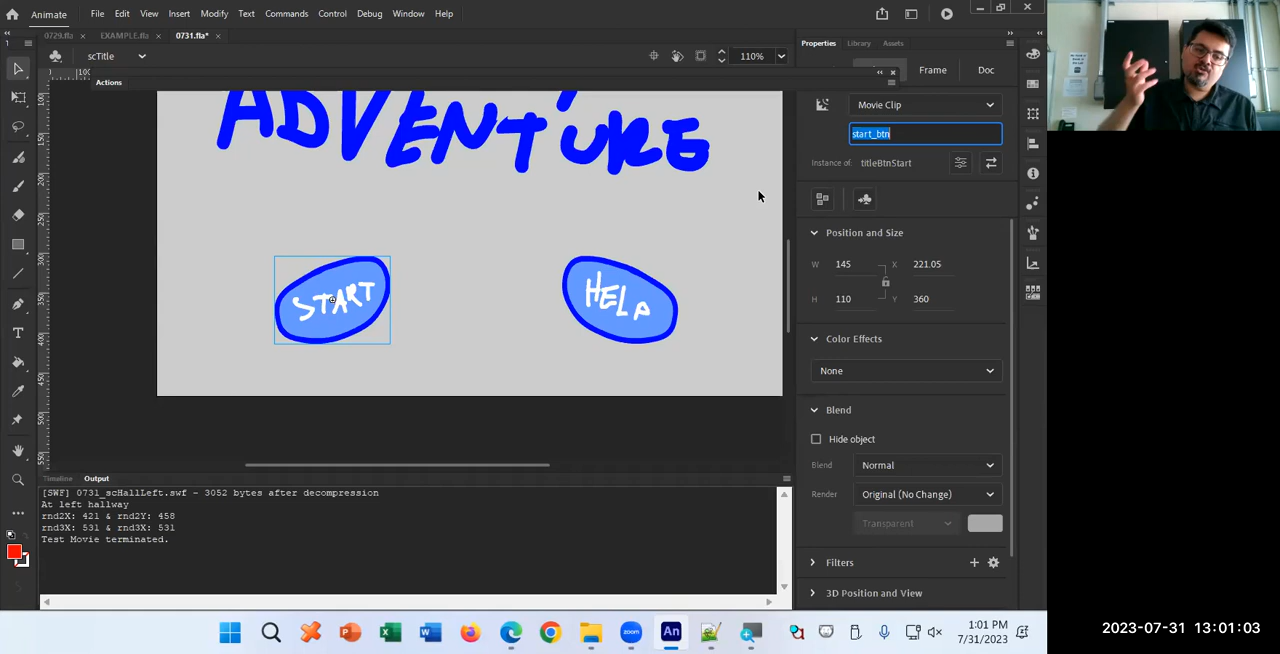 Animate File Edit View Insert Modify Text Commands Control Debug Window Help
0729.fla × EXAMPLE.fla × 0731.fla* ×
Properties Library Assets
scTitle 110%
Actions
Frame Doc
ADVENTURE
START
HELP
Movie Clip
start_btn
Instance of: titleBtnStart
Position and Size
W 145 X 221.05
H 110 Y 360
Color Effects
None
Blend
Hide object
Blend Normal
Render Original (No Change)
Transparent
Filters
3D Position and View
Timeline Output
[SWF] 0731_scHallLeft.swf - 3052 bytes after decompression
At left hallway
rnd2X: 421 & rnd2Y: 458
rnd3X: 531 & rnd3X: 531
Test Movie terminated.
zoom An
1:01 PM
7/31/2023
2023-07-31 13:01:03